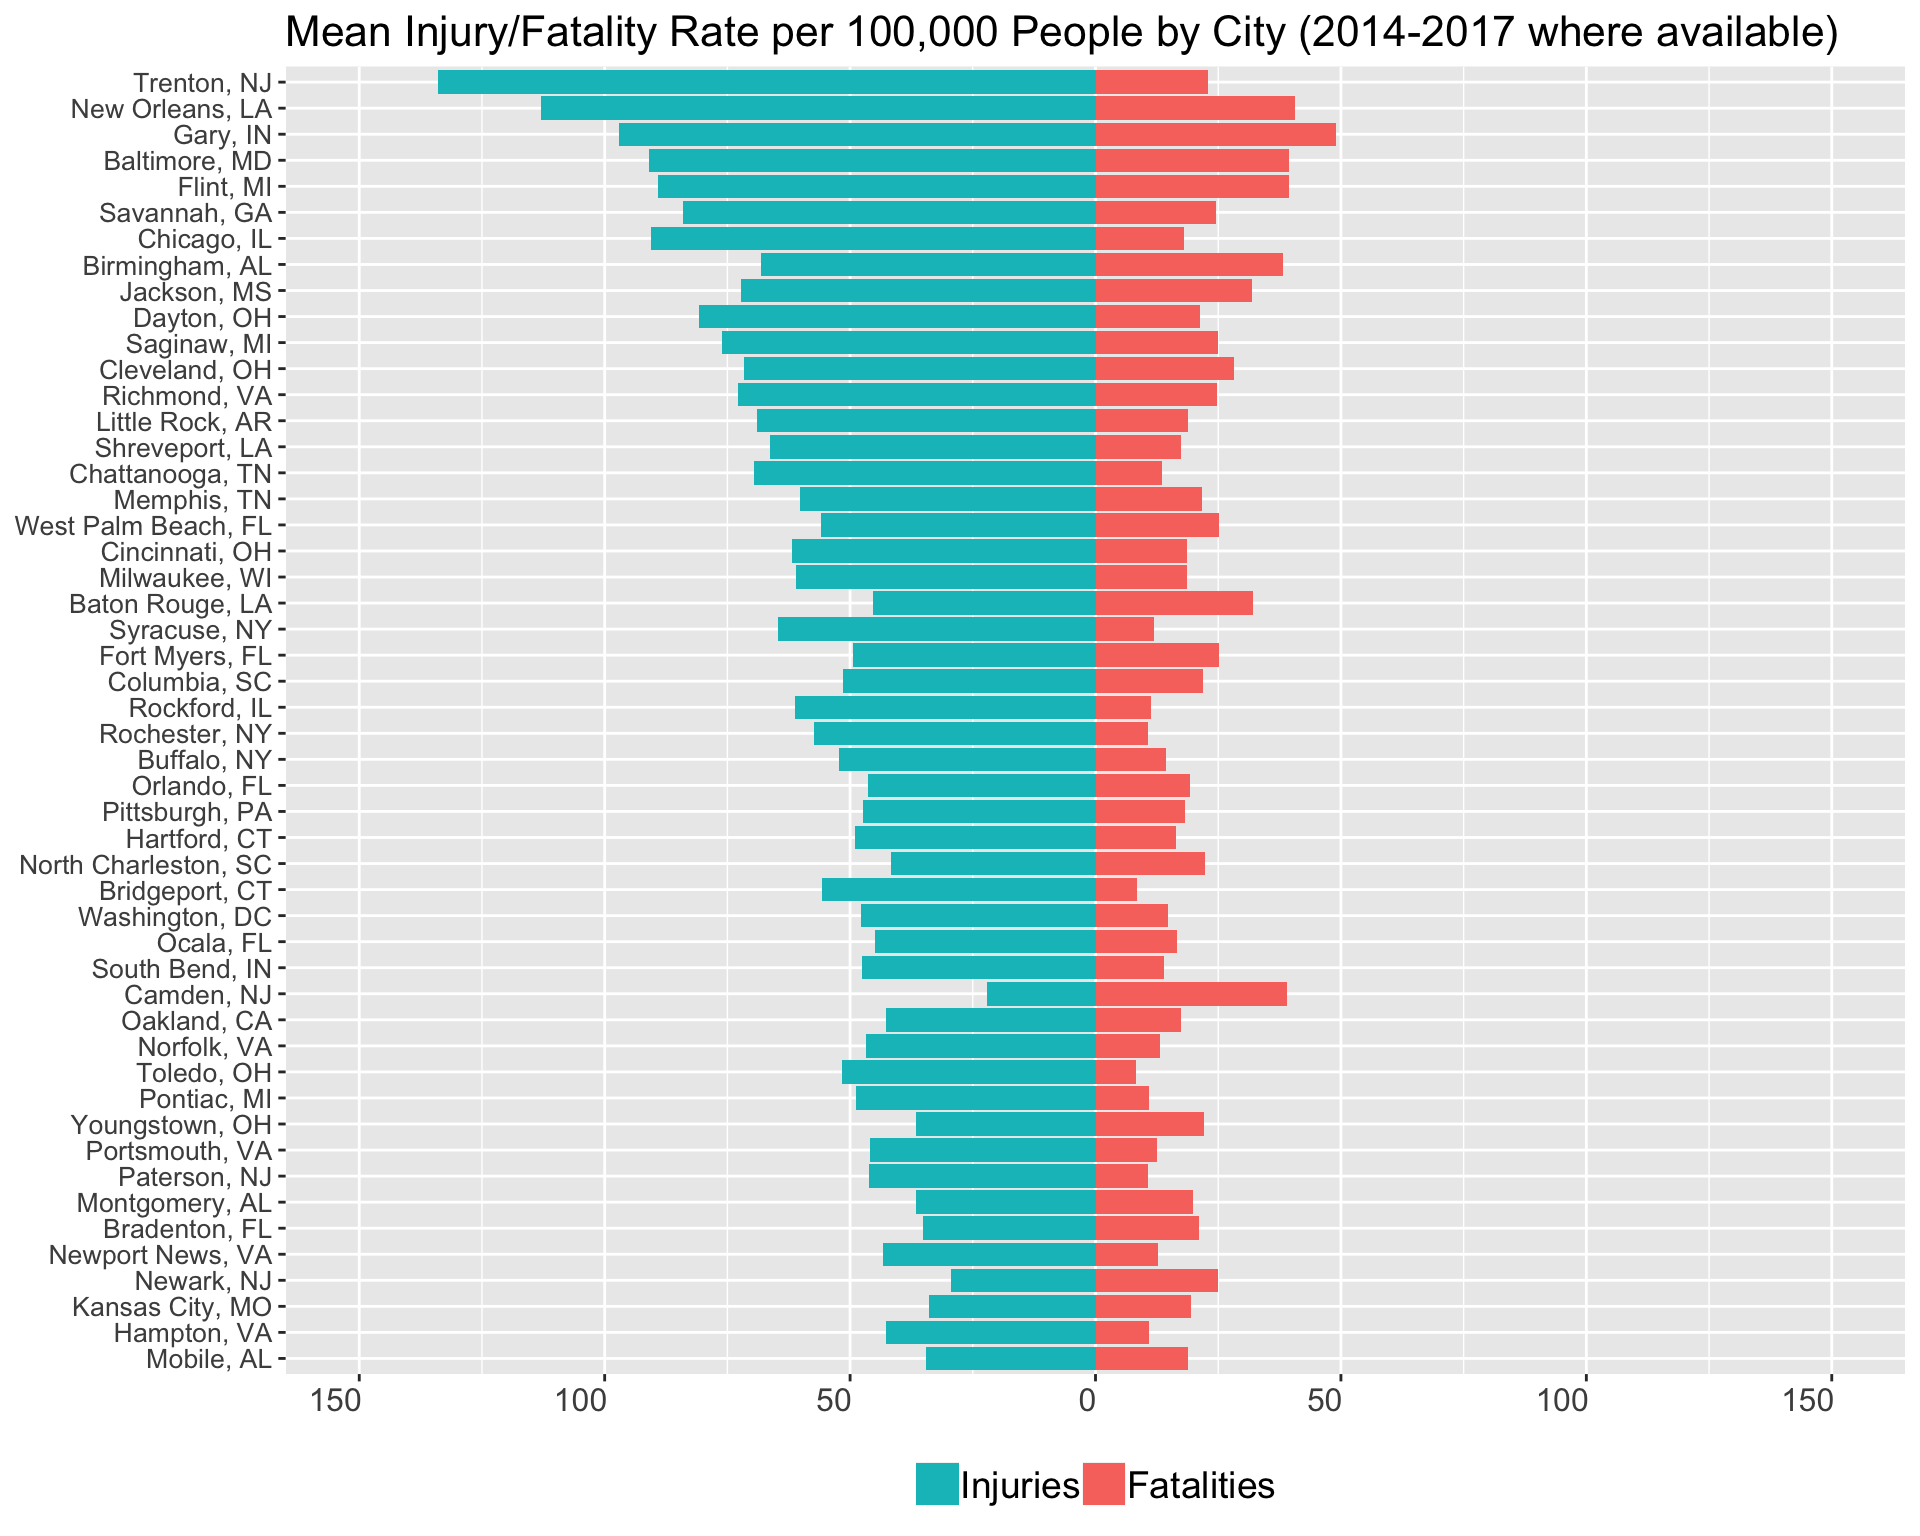 Mean Injury/Fatality Rate per 100,000 People by City (2014-2017 where available)
Trenton, NJ
New Orleans, LA
Gary, IN
Baltimore, MD
Flint, MI
Savannah, GA
Chicago, IL
Birmingham, AL
Jackson, MS
Dayton, OH
Saginaw, MI
Cleveland, OH
Richmond, VA
Little Rock, AR
Shreveport, LA
Chattanooga, TN
Memphis, TN
West Palm Beach, FL
Cincinnati, OH
Milwaukee, WI
Baton Rouge, LA
Syracuse, NY
Fort Myers, FL
Columbia, SC
Rockford, IL
Rochester, NY
Buffalo, NY
Orlando, FL
Pittsburgh, PA
Hartford, CT
North Charleston, SC
Bridgeport, CT
Washington, DC
Ocala, FL
South Bend, IN
Camden, NJ
Oakland, CA
Norfolk, VA
Toledo, OH
Pontiac, MI
Youngstown, OH
Portsmouth, VA
Paterson, NJ
Montgomery, AL
Bradenton, FL
Newport News, VA
Newark, NJ
Kansas City, MO
Hampton, VA
Mobile, AL
150 100 50 0 50 100 150
Injuries Fatalities